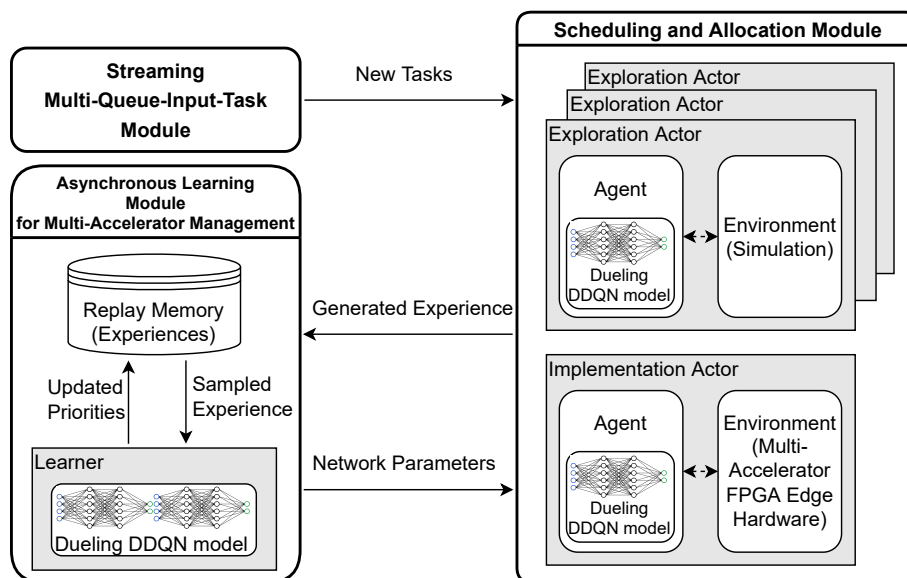 Streaming
Multi-Queue-Input-Task
Module
New Tasks
Scheduling and Allocation Module
Exploration Actor
Exploration Actor
Exploration Actor
Agent
Dueling
DDQN model
Environment
(Simulation)
Asynchronous Learning
Module
for Multi-Accelerator Management
Replay Memory
(Experiences)
Generated Experience
Updated
Priorities
Sampled
Experience
Learner
Dueling DDQN model
Network Parameters
Implementation Actor
Agent
Dueling
DDQN model
Environment
(Multi-
Accelerator
FPGA Edge
Hardware)